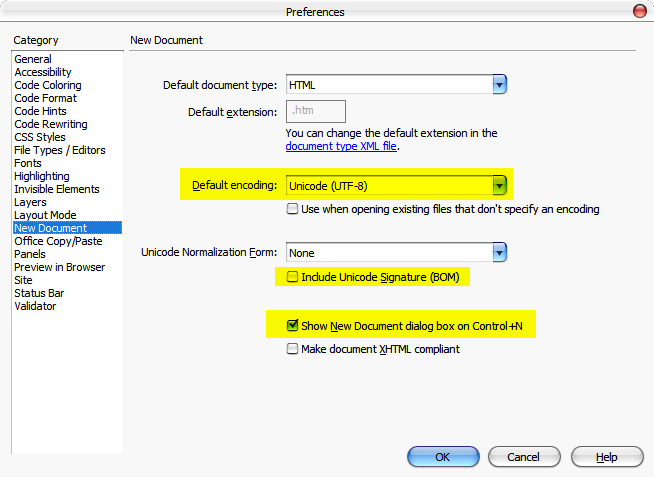 Preferences
Category
General
Accessibility
Code Coloring
Code Format
Code Hints
Code Rewriting
CSS Styles
File Types / Editors
Fonts
Highlighting
Invisible Elements
Layers
Layout Mode
New Document
Office Copy/Paste
Panels
Preview in Browser
Site
Status Bar
Validator
New Document
Default document type: HTML
Default extension: .htm
You can change the default extension in the
document type XML file.
Default encoding: Unicode (UTF-8)
Use when opening existing files that don't specify an encoding
Unicode Normalization Form: None
Include Unicode Signature (BOM)
Show New Document dialog box on Control+N
Make document XHTML compliant
OK Cancel Help